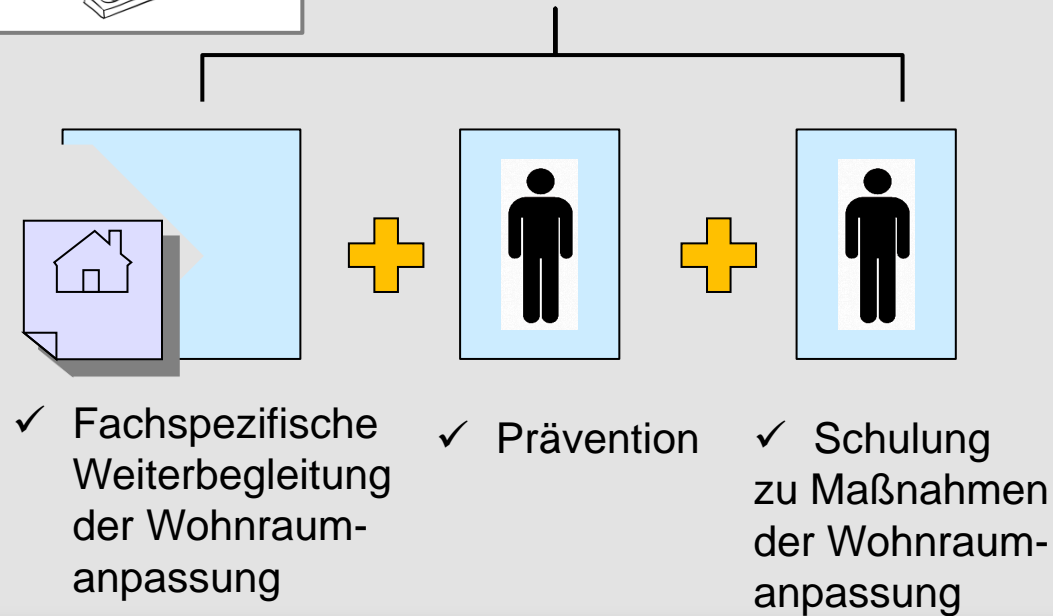 ✓ Fachspezifische
Weiterbegleitung
der Wohnraum-
anpassung
✓ Prävention
✓ Schulung
zu Maßnahmen
der Wohnraum-
anpassung